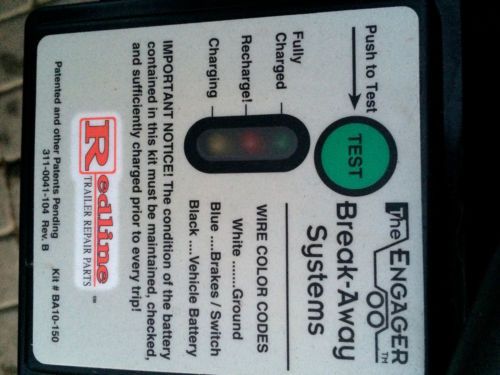 The ENGAGER TM
Break-Away
Systems
Push to Test
TEST
Fully
Charged
Recharge!
Charging
WIRE COLOR CODES
White ........Ground
Blue ....Brakes / Switch
Black .....Vehicle Battery
IMPORTANT NOTICE! The condition of the battery
contained in this kit must be maintained, checked,
and sufficiently charged prior to every trip!
Redline TM
TRAILER REPAIR PARTS
Patented and other Patents Pending
311-0041-104 Rev. B
Kit # BA10-150